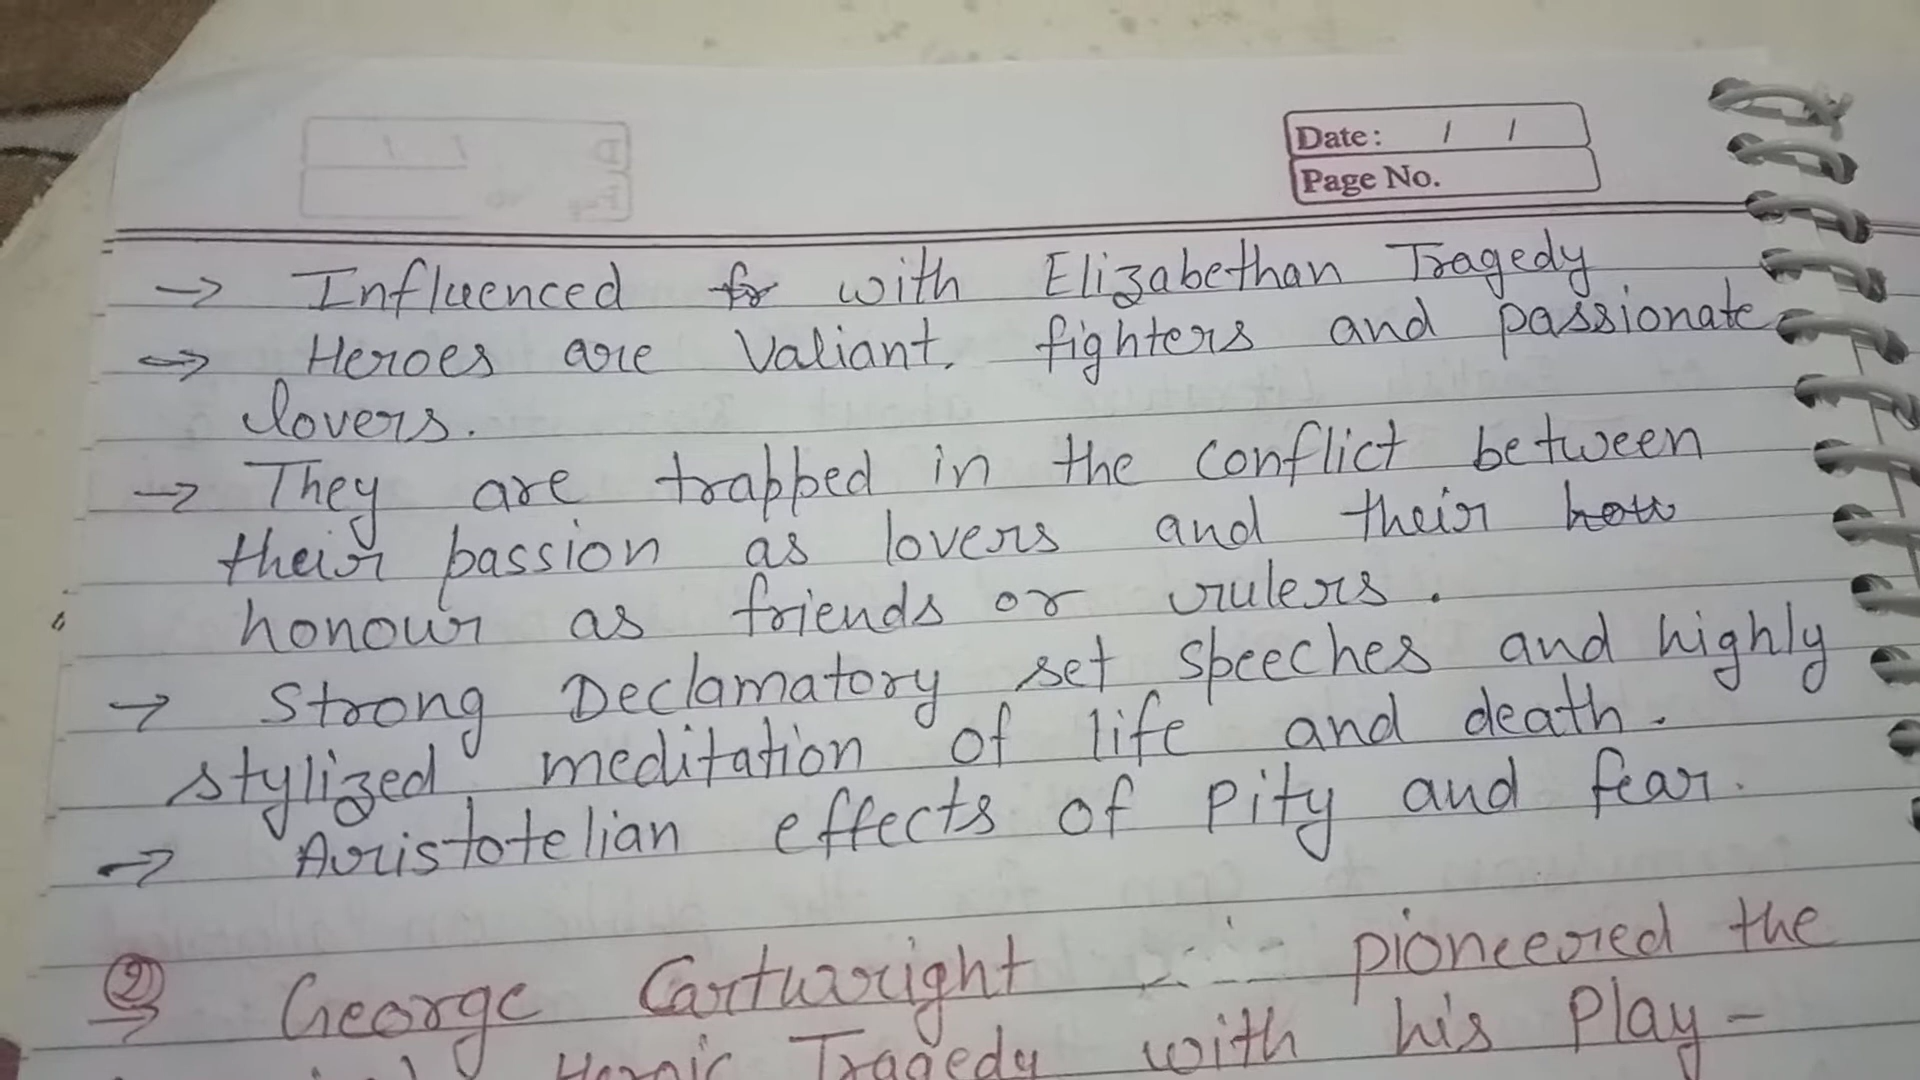 Date: / /
Page No.
→ Influenced fr with Elizabethan Tragedy
→ Heroes are Valiant, fighters and passionate
lovers.
→ They are trapped in the conflict between
their passion as lovers and their
honour as friends or rulers.
→ Strong Declamatory set speeches and highly
stylized meditation of life and death.
→ Aristotelian effects of Pity and fear.
② George Cartwright pioneered the
Heroic Tragedy with his Play-